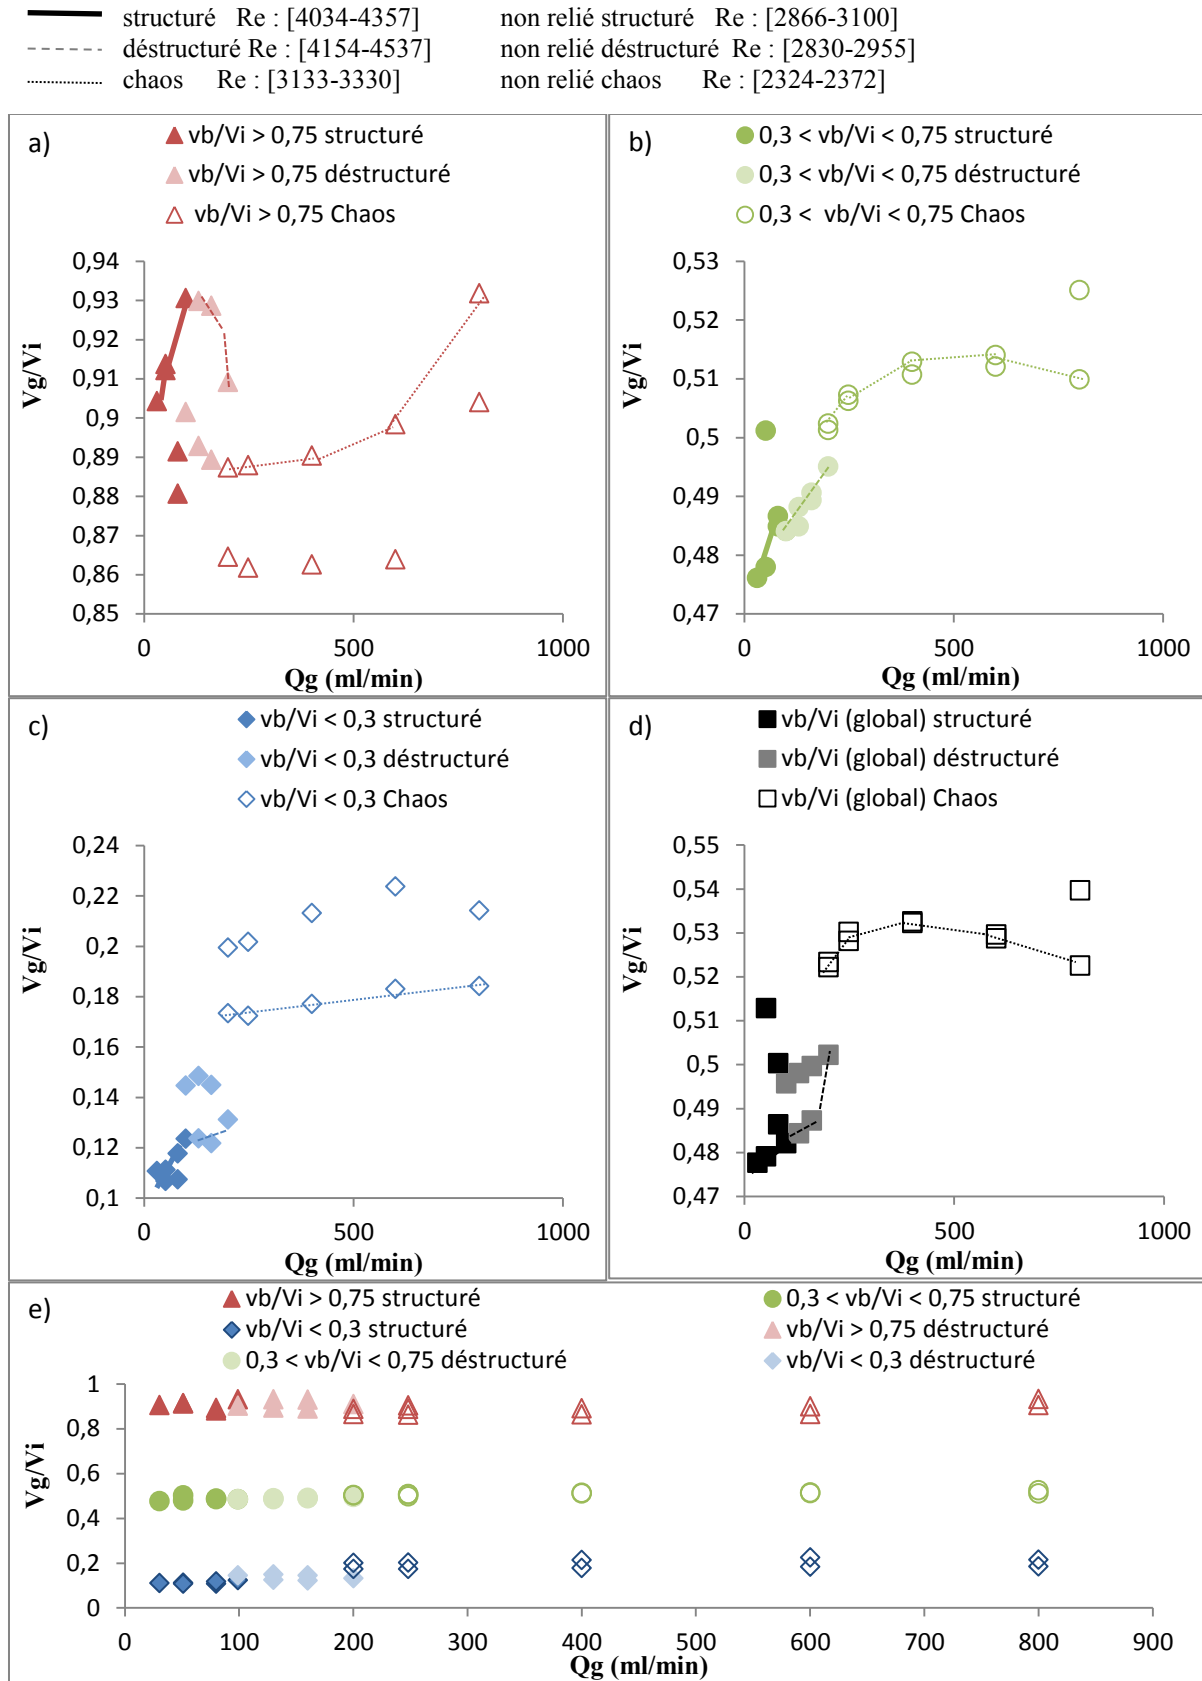 structuré Re : [4034-4357] non relié structuré Re : [2866-3100]
déstructuré Re : [4154-4537] non relié déstructuré Re : [2830-2955]
chaos Re : [3133-3330] non relié chaos Re : [2324-2372]
a)
vb/Vi > 0,75 structuré
vb/Vi > 0,75 déstructuré
vb/Vi > 0,75 Chaos
0,94
0,93
0,92
0,91
0,9
0,89
0,88
0,87
0,86
0,85
Vg/Vi
0 500 1000
Qg (ml/min)
b)
0,3 < vb/Vi < 0,75 structuré
0,3 < vb/Vi < 0,75 déstructuré
0,3 < vb/Vi < 0,75 Chaos
0,53
0,52
0,51
0,5
0,49
0,48
0,47
Vg/Vi
0 500 1000
Qg (ml/min)
c)
vb/Vi < 0,3 structuré
vb/Vi < 0,3 déstructuré
vb/Vi < 0,3 Chaos
0,24
0,22
0,2
0,18
0,16
0,14
0,12
0,1
Vg/Vi
0 500 1000
Qg (ml/min)
d)
vb/Vi (global) structuré
vb/Vi (global) déstructuré
vb/Vi (global) Chaos
0,55
0,54
0,53
0,52
0,51
0,5
0,49
0,48
0,47
Vg/Vi
0 500 1000
Qg (ml/min)
e)
vb/Vi > 0,75 structuré 0,3 < vb/Vi < 0,75 structuré
vb/Vi < 0,3 structuré vb/Vi > 0,75 déstructuré
0,3 < vb/Vi < 0,75 déstructuré vb/Vi < 0,3 déstructuré
1
0,8
0,6
0,4
0,2
0
Vg/Vi
0 100 200 300 400 500 600 700 800 900
Qg (ml/min)